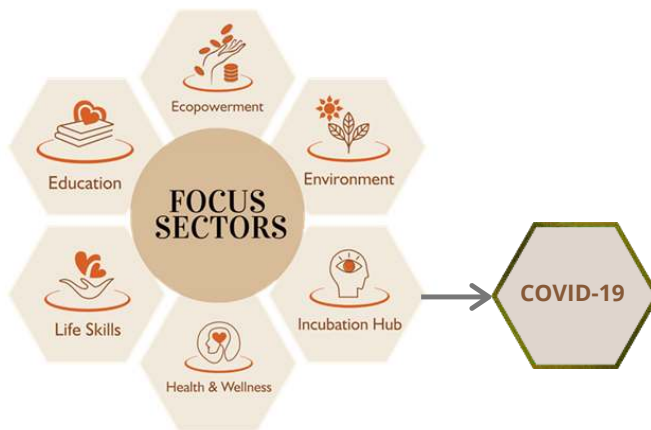 Ecopowerment
Education
Environment
FOCUS
SECTORS
Life Skills
Incubation Hub
COVID-19
Health & Wellness